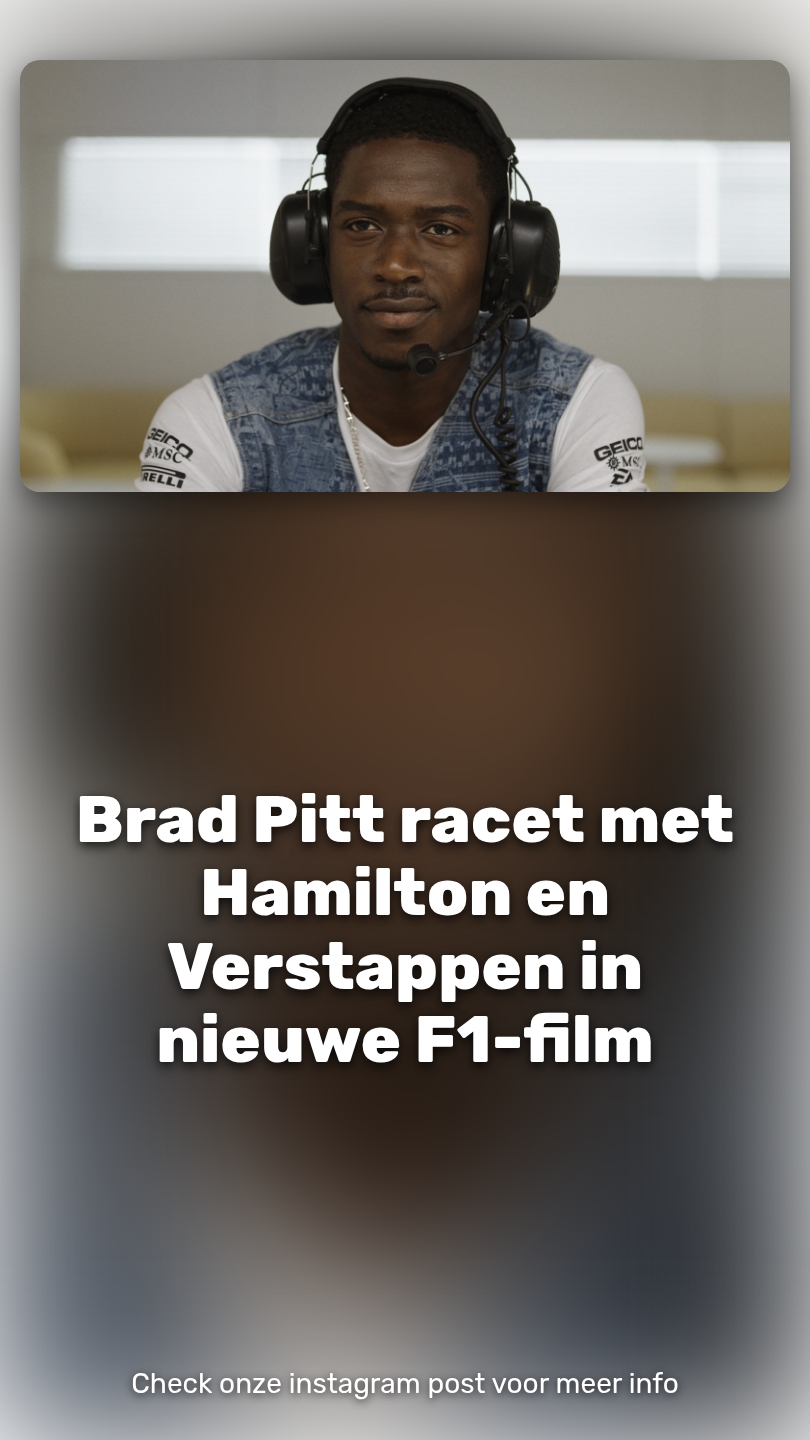 GEICO
MSC
RELLI
GEICO
MSC
Brad Pitt racet met
Hamilton en
Verstappen in
nieuwe F1-film
Check onze instagram post voor meer info